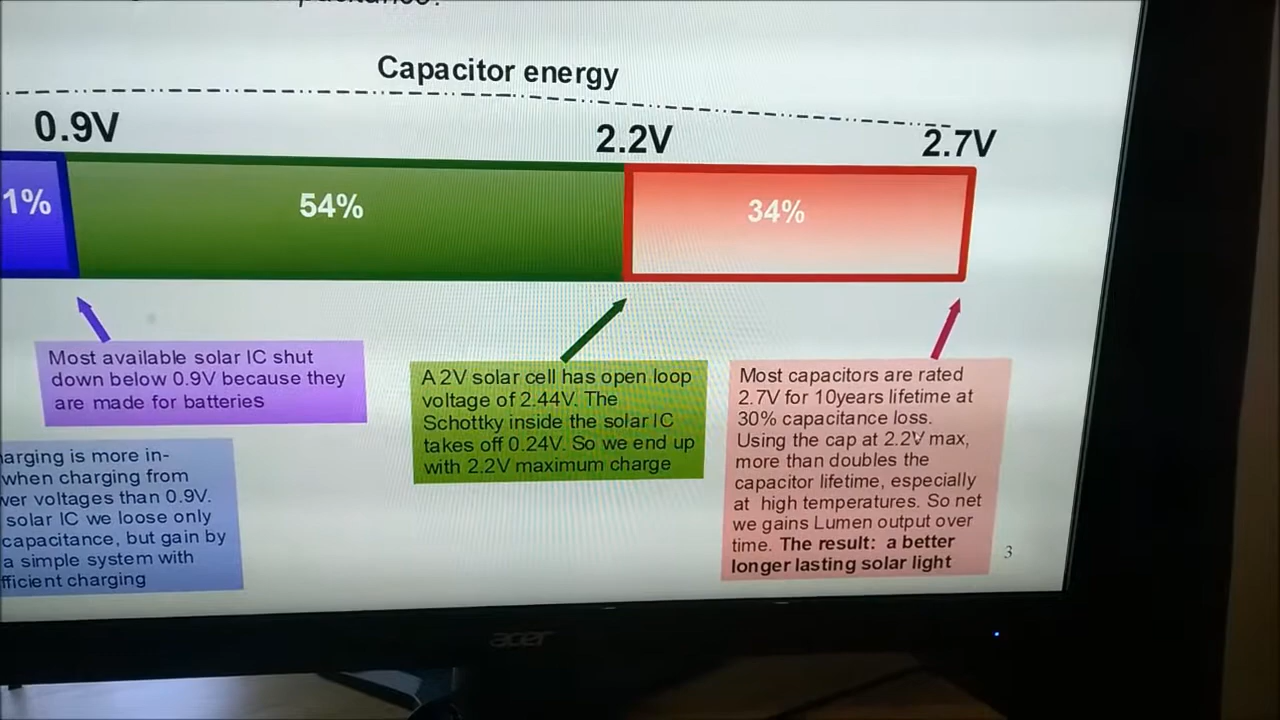 Capacitor energy
0.9V
2.2V
2.7V
1%
54%
34%
Most available solar IC shut
down below 0.9V because they
are made for batteries
A 2V solar cell has open loop
voltage of 2.44V. The
Schottky inside the solar IC
takes off 0.24V. So we end up
with 2.2V maximum charge
Most capacitors are rated
2.7V for 10years lifetime at
30% capacitance loss.
Using the cap at 2.2V max,
more than doubles the
capacitor lifetime, especially
at high temperatures. So net
we gains Lumen output over
time. The result: a better
longer lasting solar light
arging is more in-
when charging from
wer voltages than 0.9V.
solar IC we loose only
capacitance, but gain by
a simple system with
fficient charging
3
acer